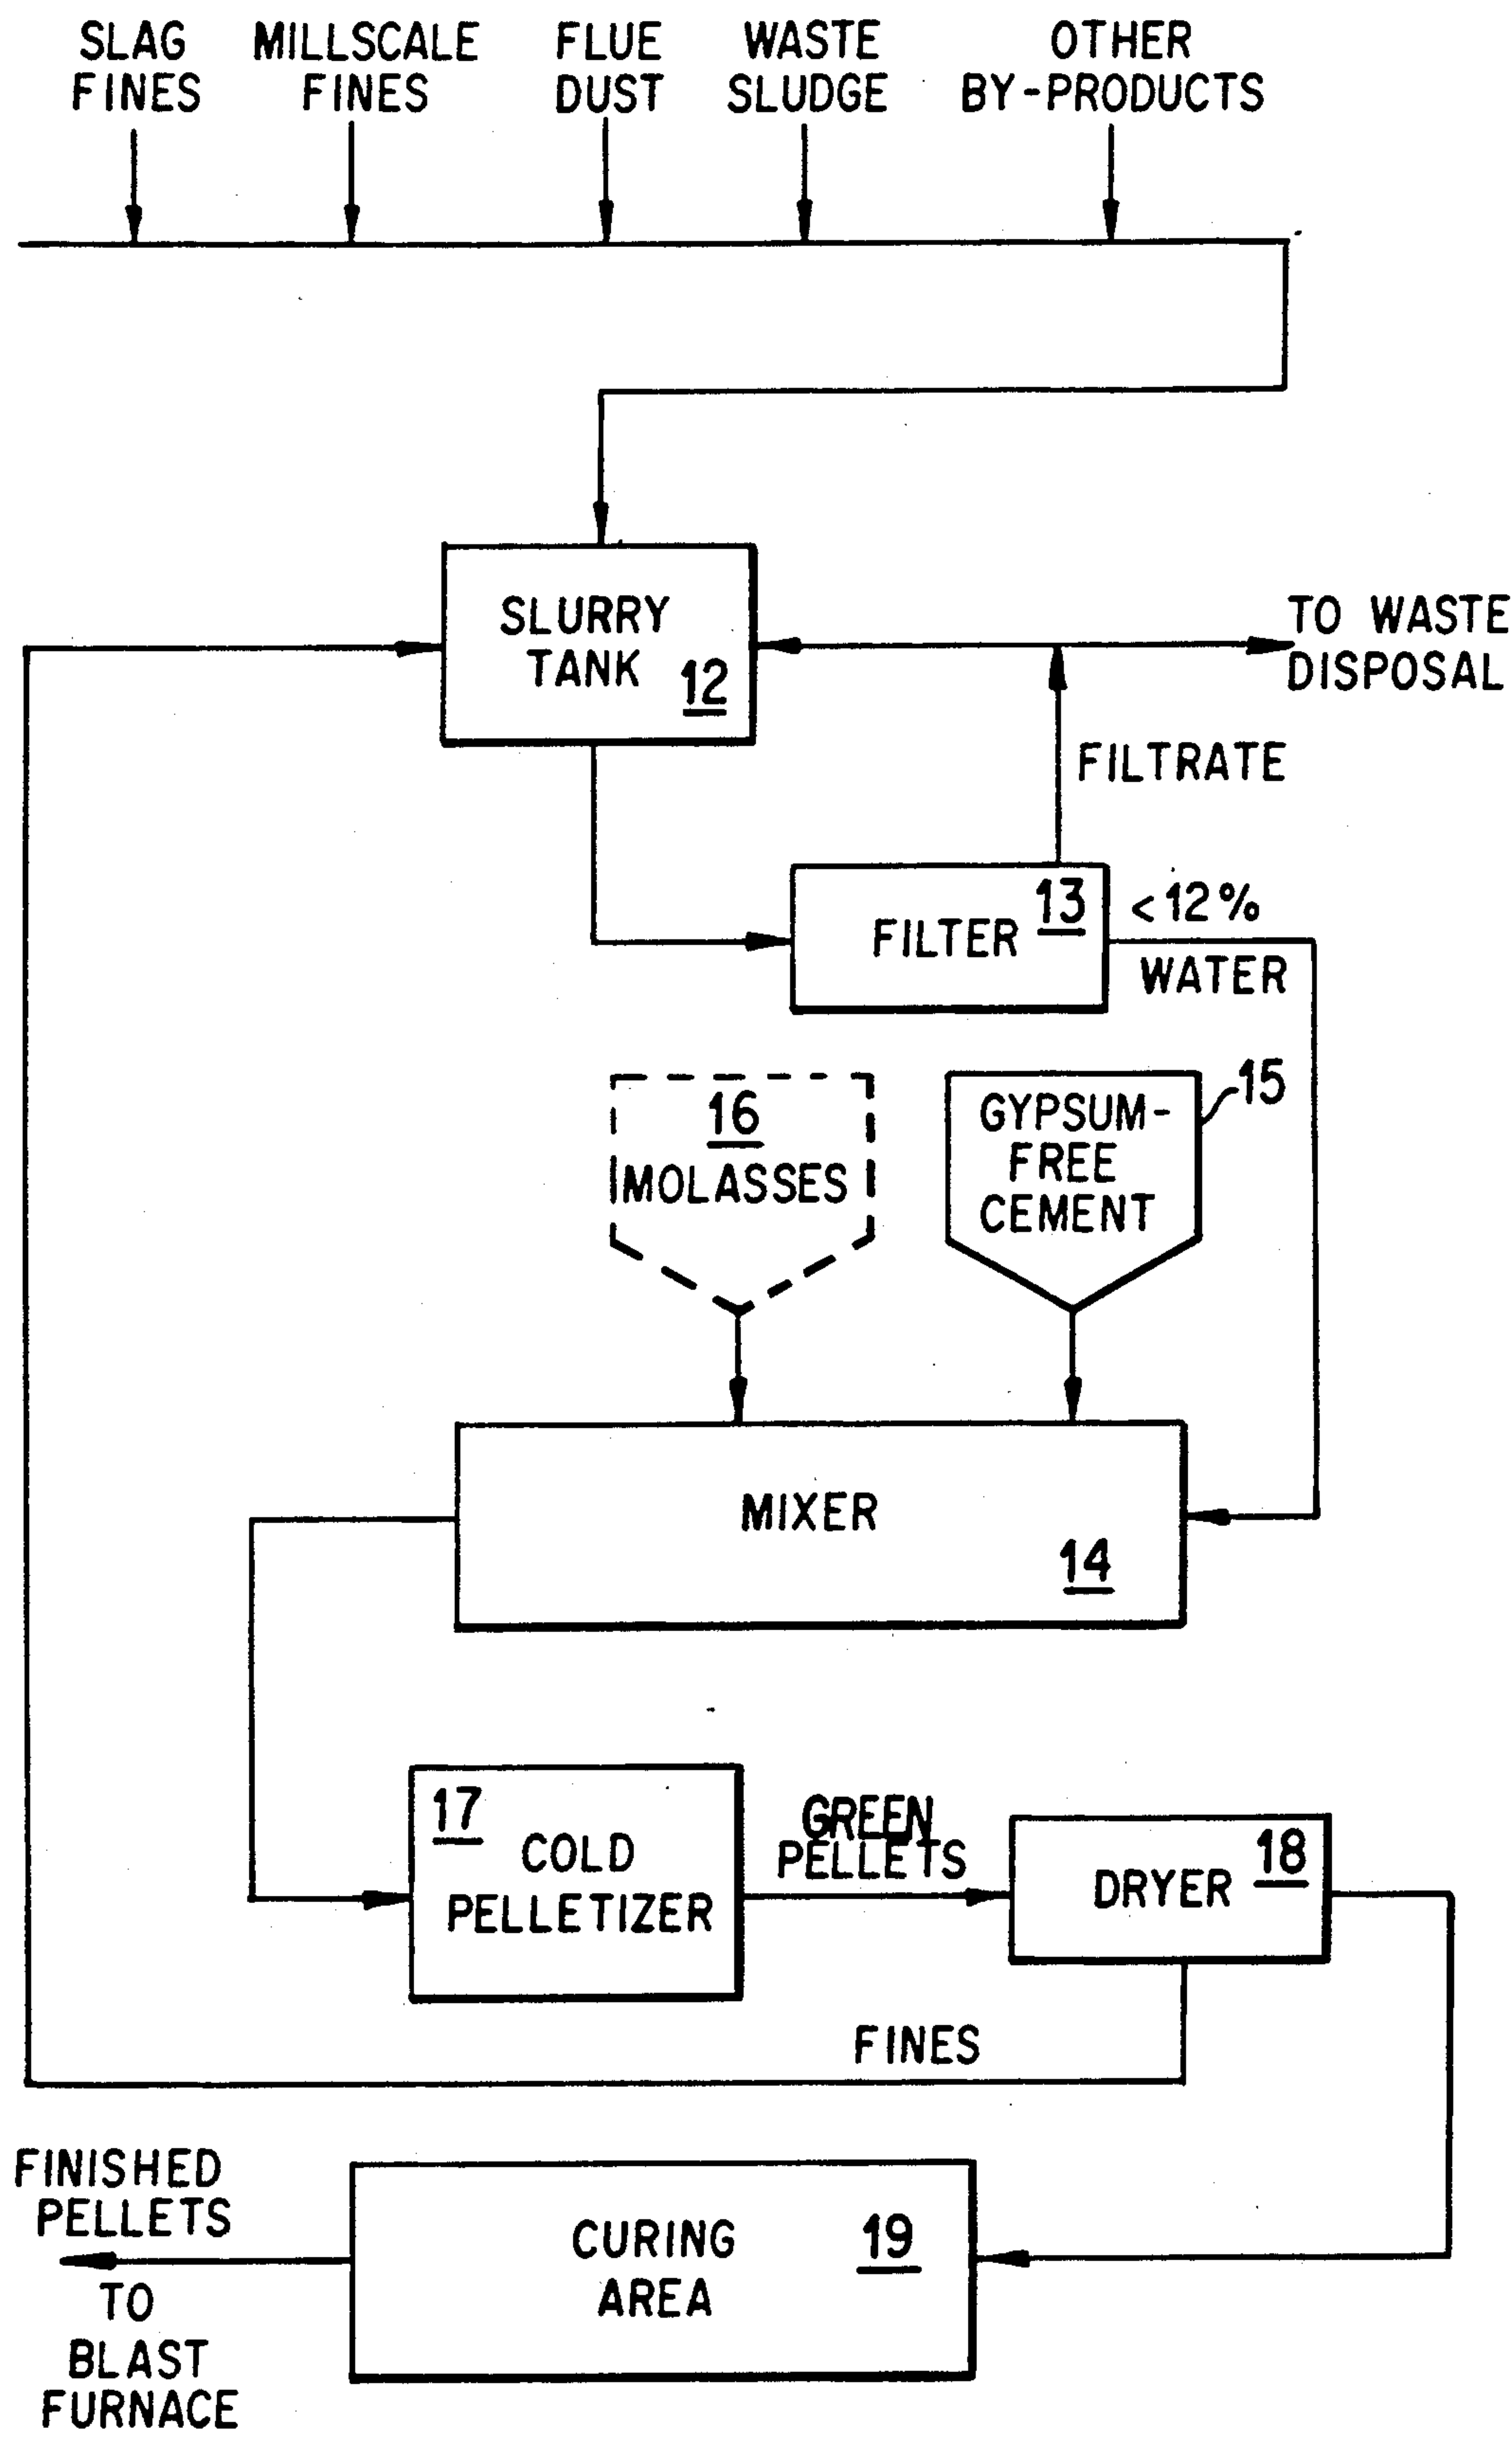 SLAG
FINES
MILLSCALE
FINES
FLUE
DUST
WASTE
SLUDGE
OTHER
BY-PRODUCTS
SLURRY
TANK
12
TO WASTE
DISPOSAL
FILTRATE
FILTER
13
<12%
WATER
16
MOLASSES
GYPSUM-
FREE
CEMENT
15
MIXER
14
17
COLD
PELLETIZER
GREEN
PELLETS
DRYER
18
FINES
FINISHED
PELLETS
TO
BLAST
FURNACE
CURING
AREA
19